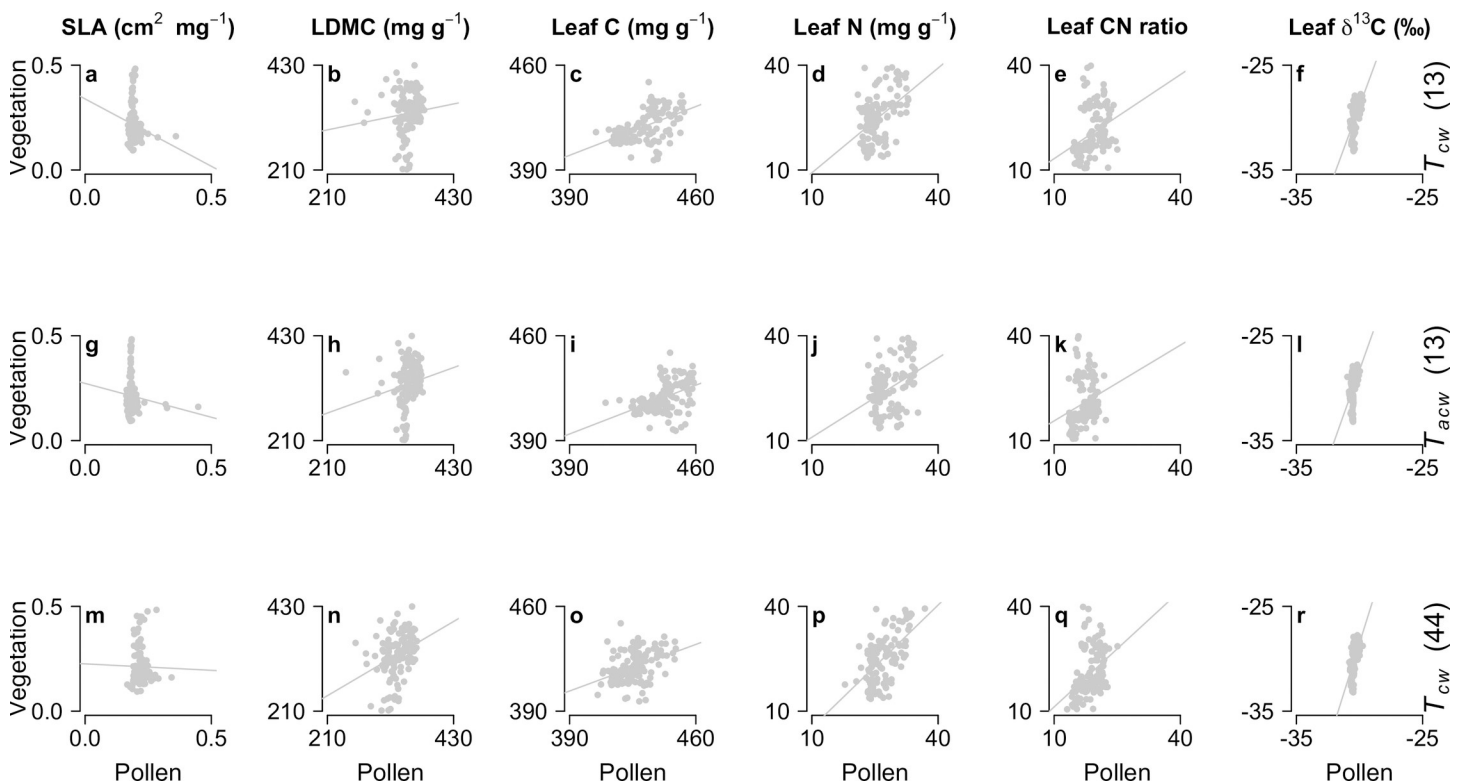 SLA (cm² mg⁻¹) LDMC (mg g⁻¹) Leaf C (mg g⁻¹) Leaf N (mg g⁻¹) Leaf CN ratio Leaf δ¹³C (‰)
Vegetation
0.5 a 430 b 460 c 40 d 40 e -25 f
0.0 210 390 10 10 -35
0.0 0.5 210 430 390 460 10 40 10 40 -35 -25
T cw (13)
Vegetation
0.5 g 430 h 460 i 40 j 40 k -25 l
0.0 210 390 10 10 -35
0.0 0.5 210 430 390 460 10 40 10 40 -35 -25
T acw (13)
Vegetation
0.5 m 430 n 460 o 40 p 40 q -25 r
0.0 210 390 10 10 -35
0.0 0.5 210 430 390 460 10 40 10 40 -35 -25
T cw (44)
Pollen Pollen Pollen Pollen Pollen Pollen